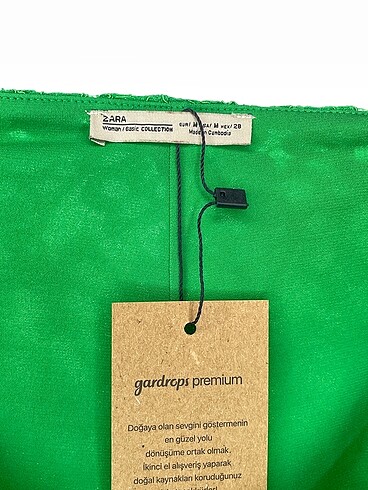 ZARA
Woman / Basic COLLECTION
EUR/ M USA/ M MEX/ 28
Made in Cambodia
gardrops premium
Doğaya olan sevgini göstermenin
en güzel yolu
dönüşüme ortak olmak.
İkinci el alışveriş yaparak
doğal kaynakları koruduğunuz